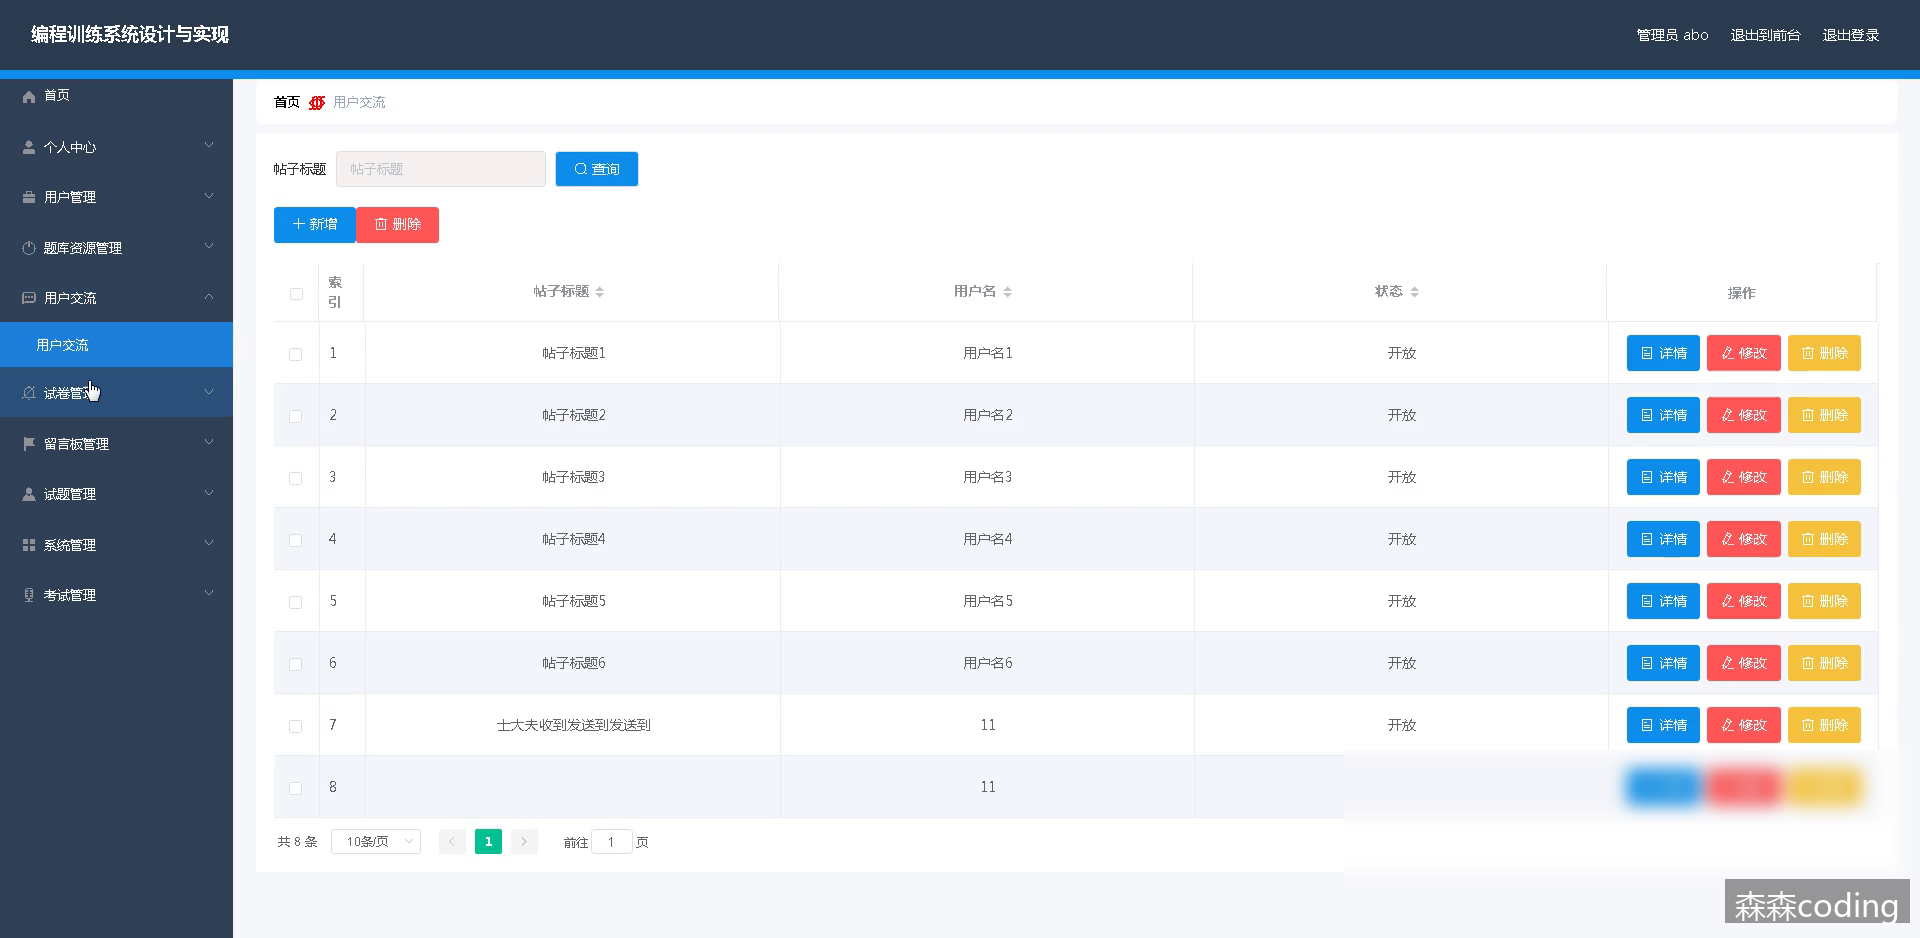 编程训练系统设计与实现
管理员 abo 退出到前台 退出登录
首页
个人中心
用户管理
题库资源管理
用户交流
用户交流
试卷管
留言板管理
试题管理
系统管理
考试管理
首页 用户交流
帖子标题 帖子标题 查询
新增 删除
索引 帖子标题 用户名 状态 操作
1 帖子标题1 用户名1 开放 详情 修改 删除
2 帖子标题2 用户名2 开放 详情 修改 删除
3 帖子标题3 用户名3 开放 详情 修改 删除
4 帖子标题4 用户名4 开放 详情 修改 删除
5 帖子标题5 用户名5 开放 详情 修改 删除
6 帖子标题6 用户名6 开放 详情 修改 删除
7 士大夫收到发送到发送到 11 开放 详情 修改 删除
8 11
共 8 条 10条/页 1 前往 1 页
森森coding